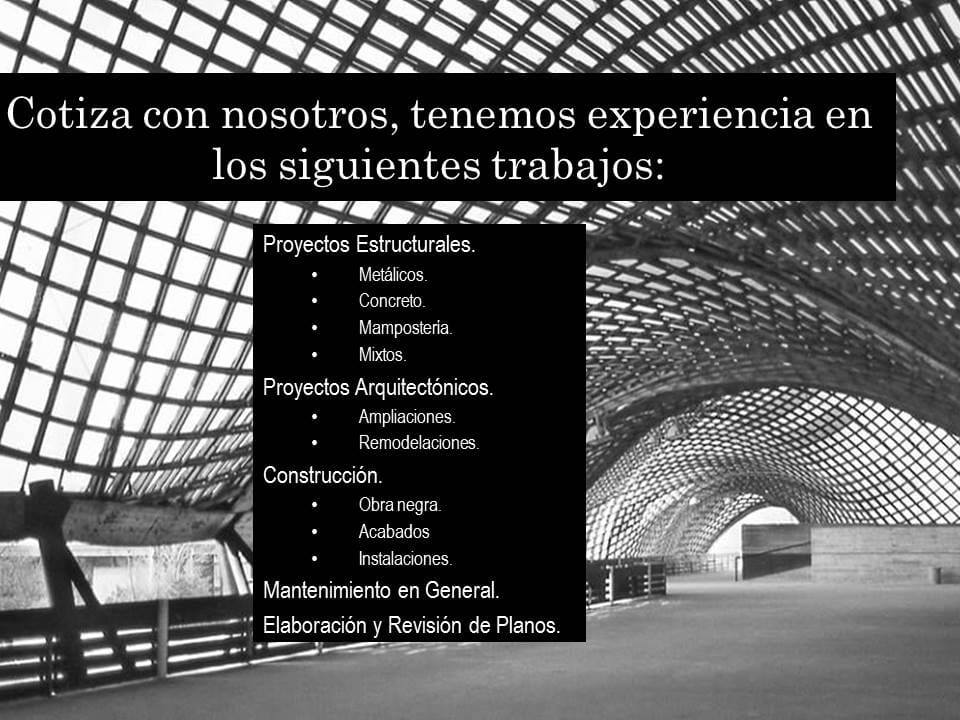 Cotiza con nosotros, tenemos experiencia en
los siguientes trabajos:
Proyectos Estructurales.
• Metálicos.
• Concreto.
• Mampostería.
• Mixtos.
Proyectos Arquitectónicos.
• Ampliaciones.
• Remodelaciones.
Construcción.
• Obra negra.
• Acabados
• Instalaciones.
Mantenimiento en General.
Elaboración y Revisión de Planos.